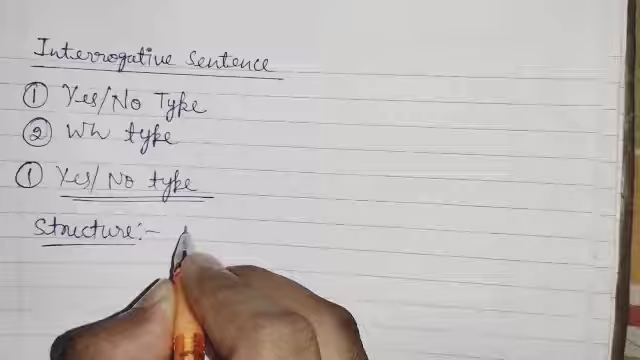 Interrogative Sentence
① Yes/No Type
② Wh type
① Yes/No type
Structure:-